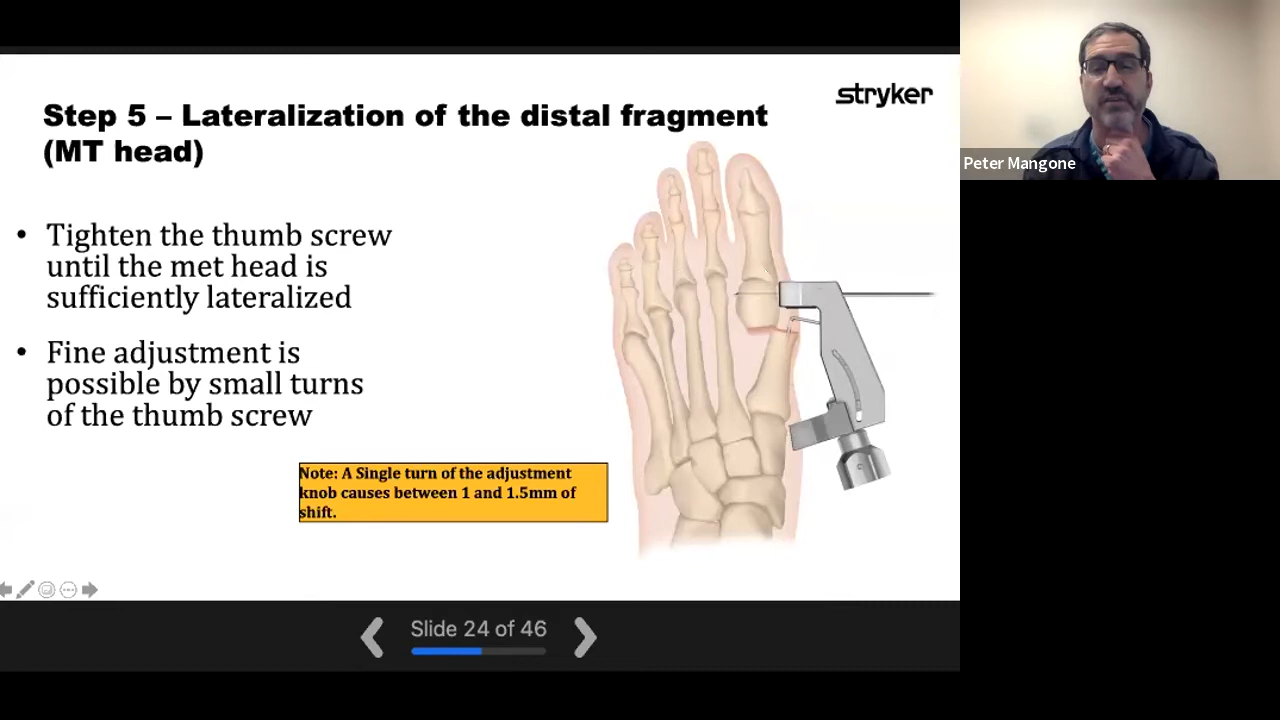 stryker
Step 5 – Lateralization of the distal fragment
(MT head)
• Tighten the thumb screw
until the met head is
sufficiently lateralized
• Fine adjustment is
possible by small turns
of the thumb screw
Note: A Single turn of the adjustment
knob causes between 1 and 1.5mm of
shift.
Slide 24 of 46
Peter Mangone